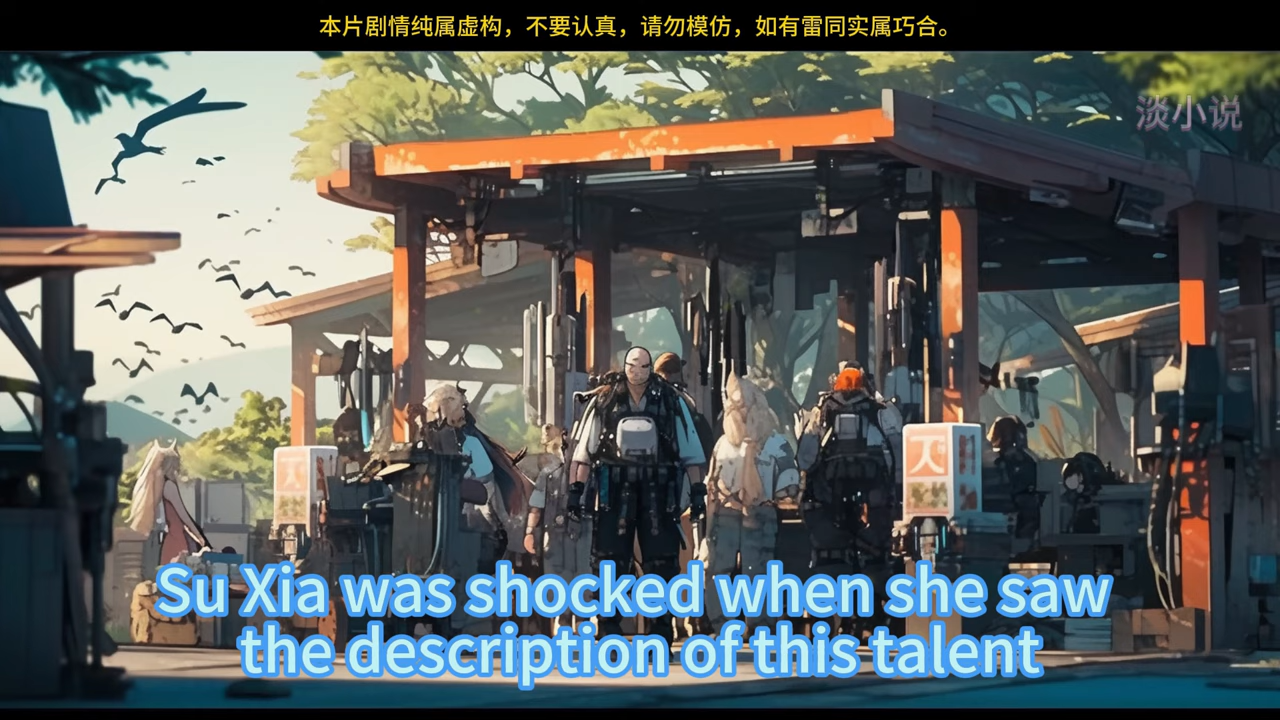 本片剧情纯属虚构，不要认真，请勿模仿，如有雷同实属巧合。
淡小说
Su Xia was shocked when she saw
the description of this talent